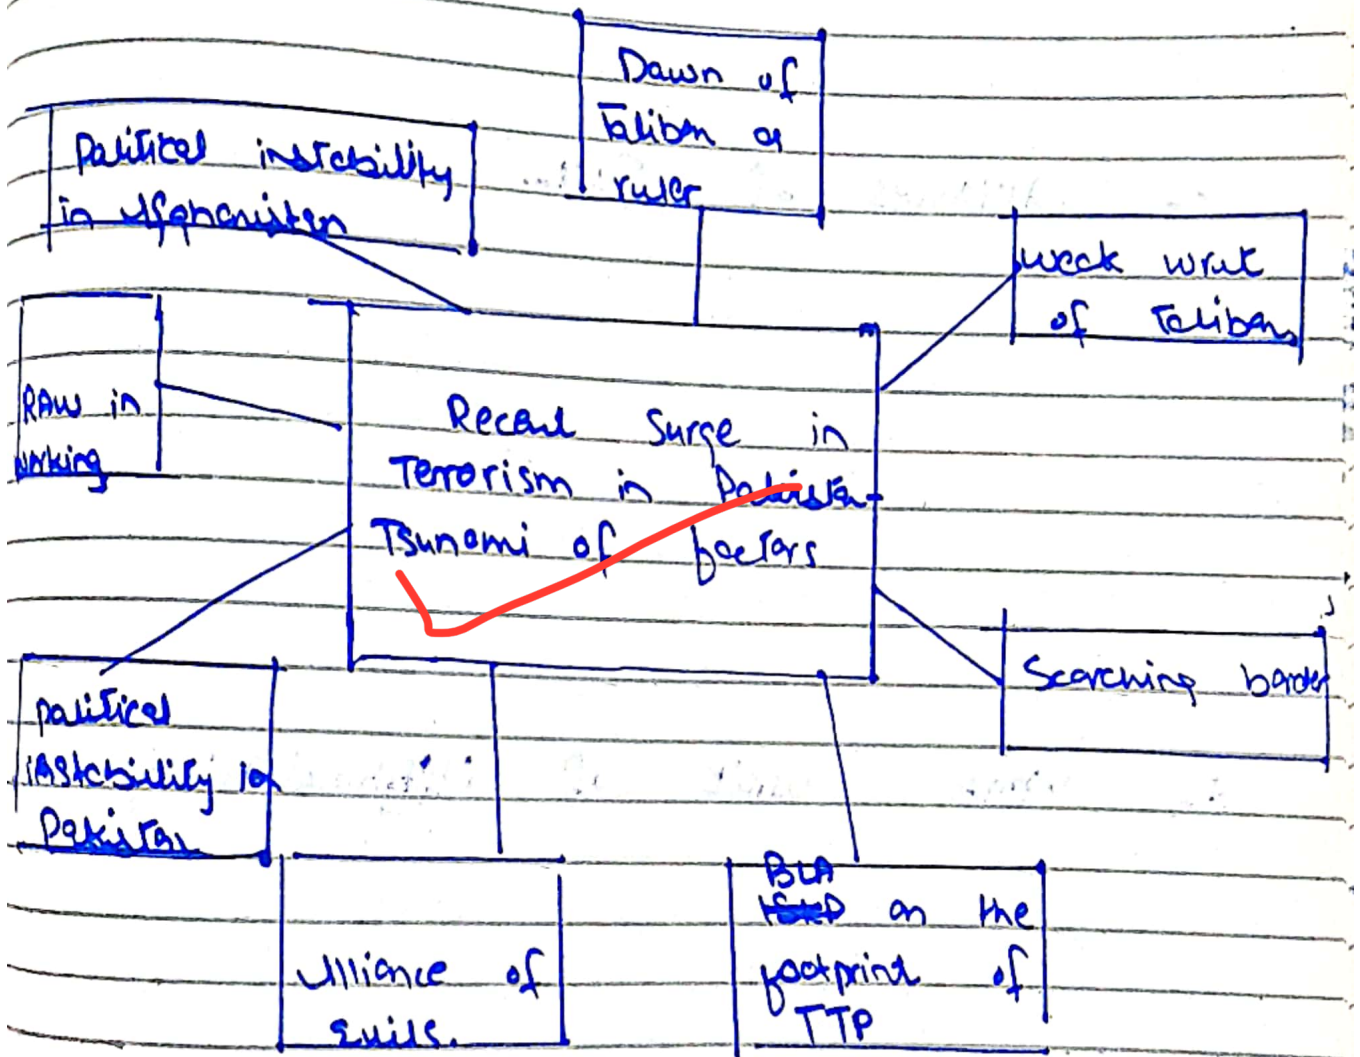 Dawn of
Taliban as
ruler
Political instability
in Afghanistan
weak writ
of Taliban
RAW in
working
Recent Surge in
Terrorism in Pakistan-
Tsunami of factors
political
instability in
Pakistan
Searching border
Alliance of
Evils.
BLA
on the
footprint of
TTP